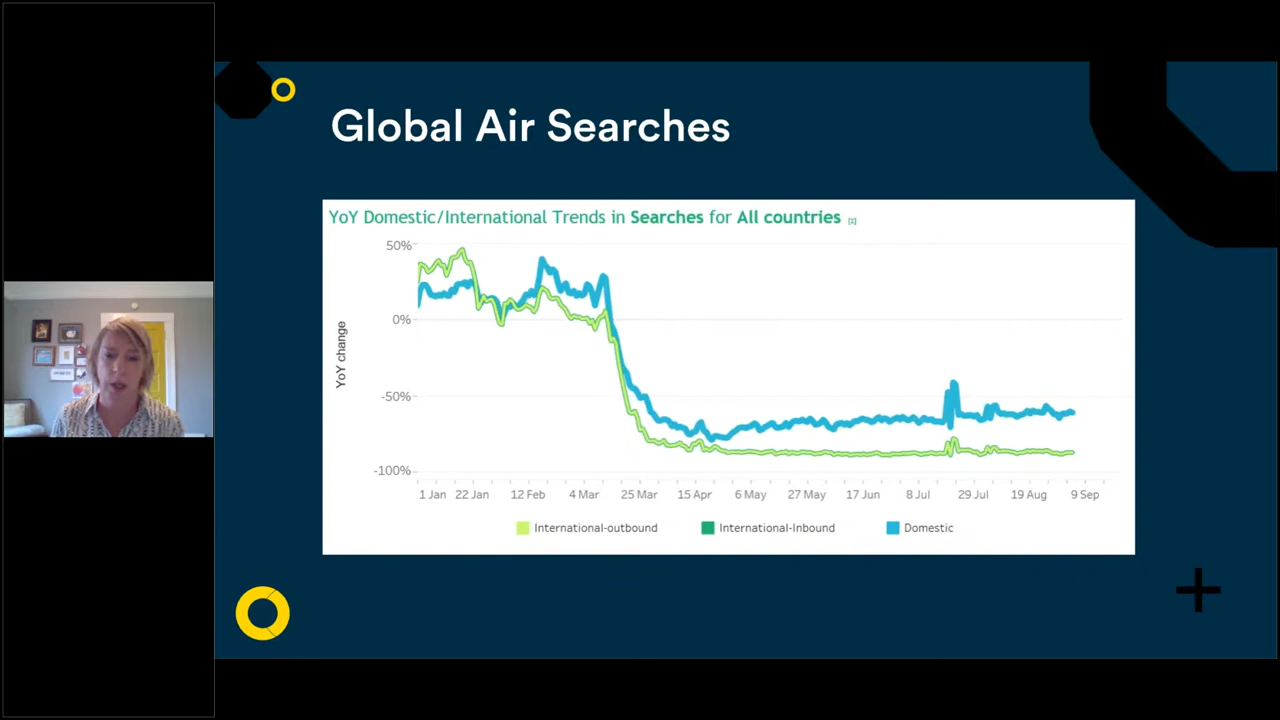 Global Air Searches
YoY Domestic/International Trends in Searches for All countries
50%
0%
-50%
-100%
YoY change
1 Jan 22 Jan 12 Feb 4 Mar 25 Mar 15 Apr 6 May 27 May 17 Jun 8 Jul 29 Jul 19 Aug 9 Sep
International-outbound International-Inbound Domestic